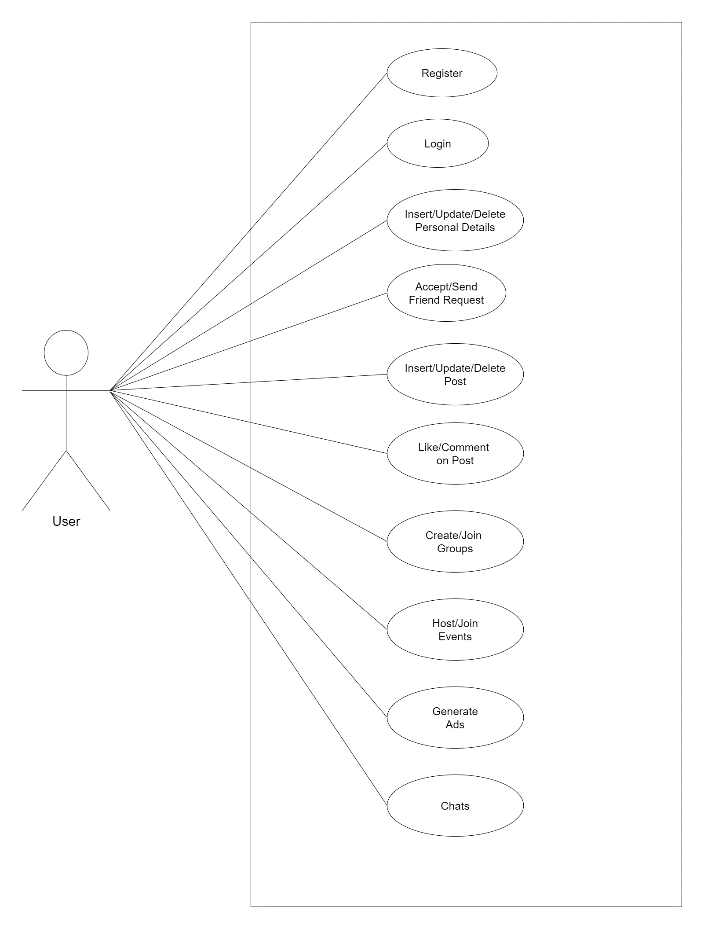 Register
Login
Insert/Update/Delete
Personal Details
Accept/Send
Friend Request
Insert/Update/Delete
Post
Like/Comment
on Post
User
Create/Join
Groups
Host/Join
Events
Generate
Ads
Chats